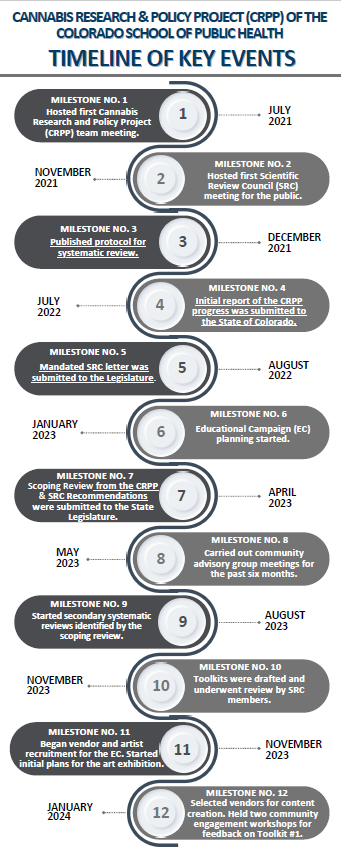 CANNABIS RESEARCH & POLICY PROJECT (CRPP) OF THE
COLORADO SCHOOL OF PUBLIC HEALTH
TIMELINE OF KEY EVENTS
MILESTONE NO. 1
Hosted first Cannabis
Research and Policy Project
(CRPP) team meeting.
1
JULY
2021
NOVEMBER
2021
2
MILESTONE NO. 2
Hosted first Scientific
Review Council (SRC)
meeting for the public.
MILESTONE NO. 3
Published protocol for
systematic review.
3
DECEMBER
2021
JULY
2022
4
MILESTONE NO. 4
Initial report of the CRPP
progress was submitted to
the State of Colorado.
MILESTONE NO. 5
Mandated SRC letter was
submitted to the Legislature.
5
AUGUST
2022
JANUARY
2023
6
MILESTONE NO. 6
Educational Campaign (EC)
planning started.
MILESTONE NO. 7
Scoping Review from the CRPP
& SRC Recommendations
were submitted to the State
Legislature.
7
APRIL
2023
MAY
2023
8
MILESTONE NO. 8
Carried out community
advisory group meetings for
the past six months.
MILESTONE NO. 9
Started secondary systematic
reviews identified by the
scoping review.
9
AUGUST
2023
NOVEMBER
2023
10
MILESTONE NO. 10
Toolkits were drafted and
underwent review by SRC
members.
MILESTONE NO. 11
Began vendor and artist
recruitment for the EC. Started
initial plans for the art exhibition.
11
NOVEMBER
2023
JANUARY
2024
12
MILESTONE NO. 12
Selected vendors for content
creation. Held two community
engagement workshops for
feedback on Toolkit #1.